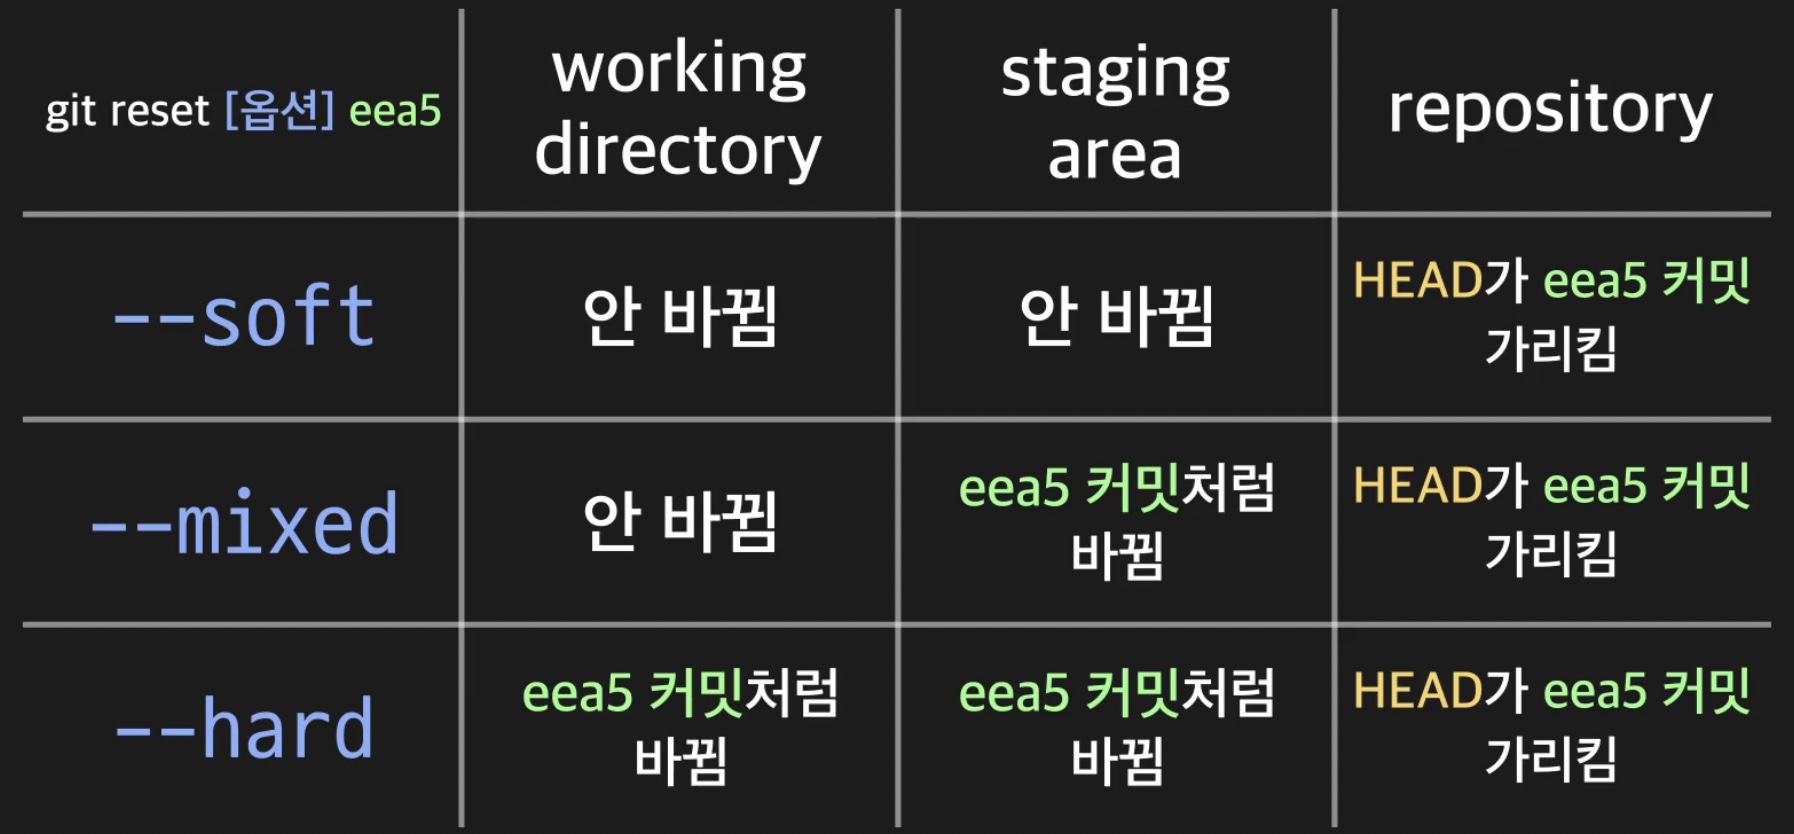 git reset [옵션] eea5
working
directory
staging
area
repository
--soft
안 바뀜
안 바뀜
HEAD가 eea5 커밋
가리킴
--mixed
안 바뀜
eea5 커밋처럼
바뀜
HEAD가 eea5 커밋
가리킴
--hard
eea5 커밋처럼
바뀜
eea5 커밋처럼
바뀜
HEAD가 eea5 커밋
가리킴